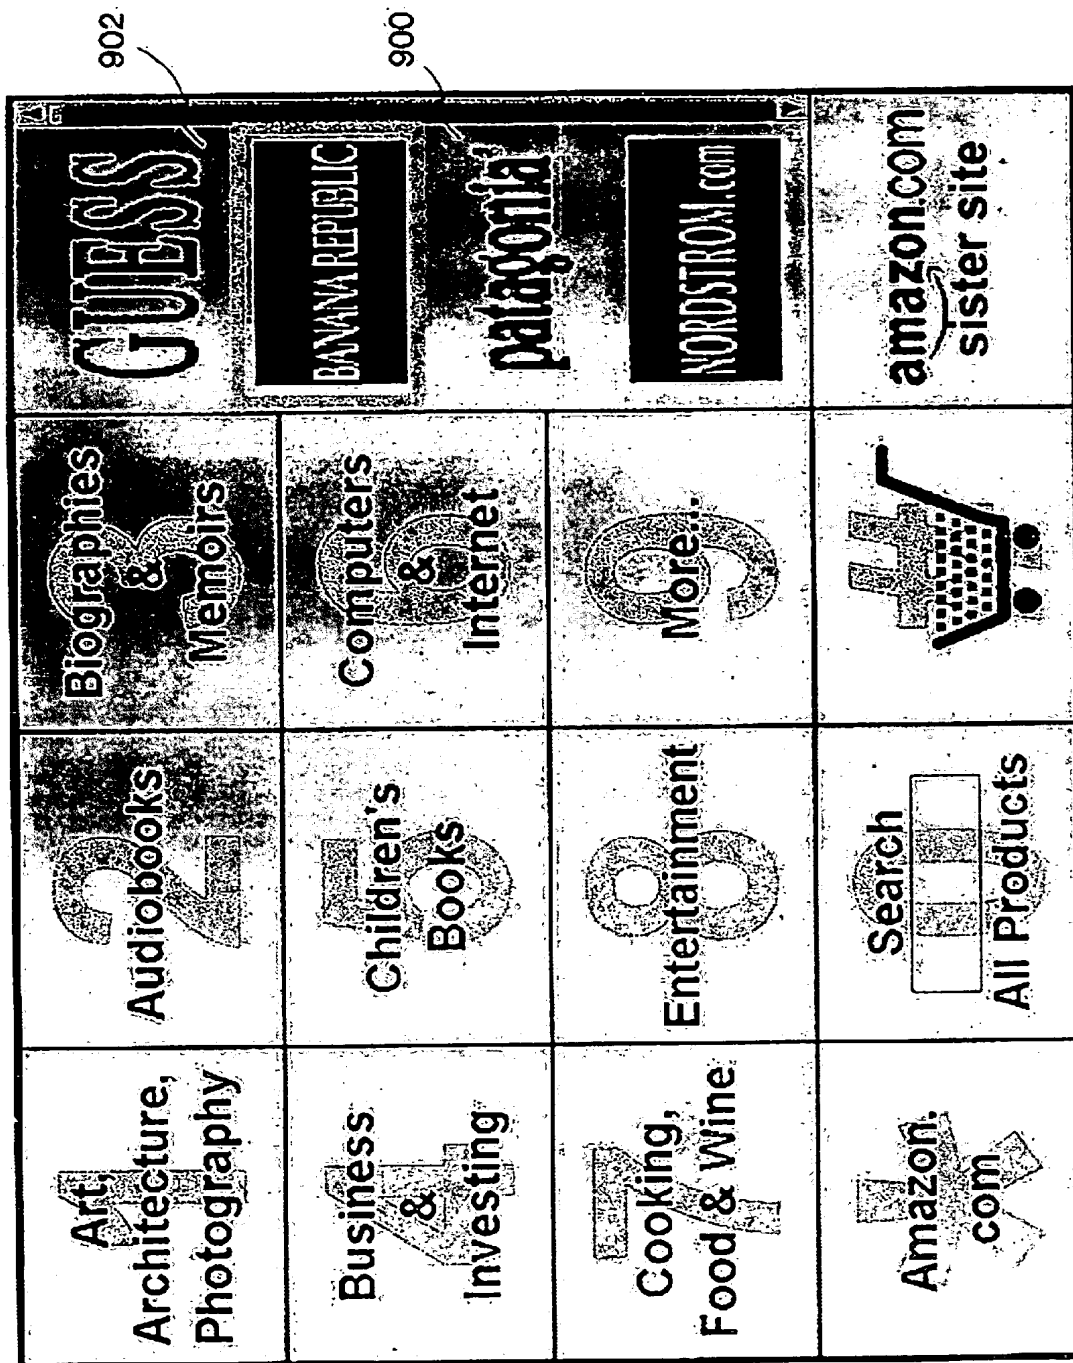 1
Art,
Architecture,
Photography
2
Audiobooks
3
Biographies
&
Memoirs
GUESS
902
BANANA REPUBLIC
4
Business
&
Investing
5
Children's
Books
6
Computers
&
Internet
patagonia
900
7
Cooking,
Food & Wine
8
Entertainment
9
More...
NORDSTROM.com
*
Amazon.
com
0
Search
All Products
#
amazon.com
sister site